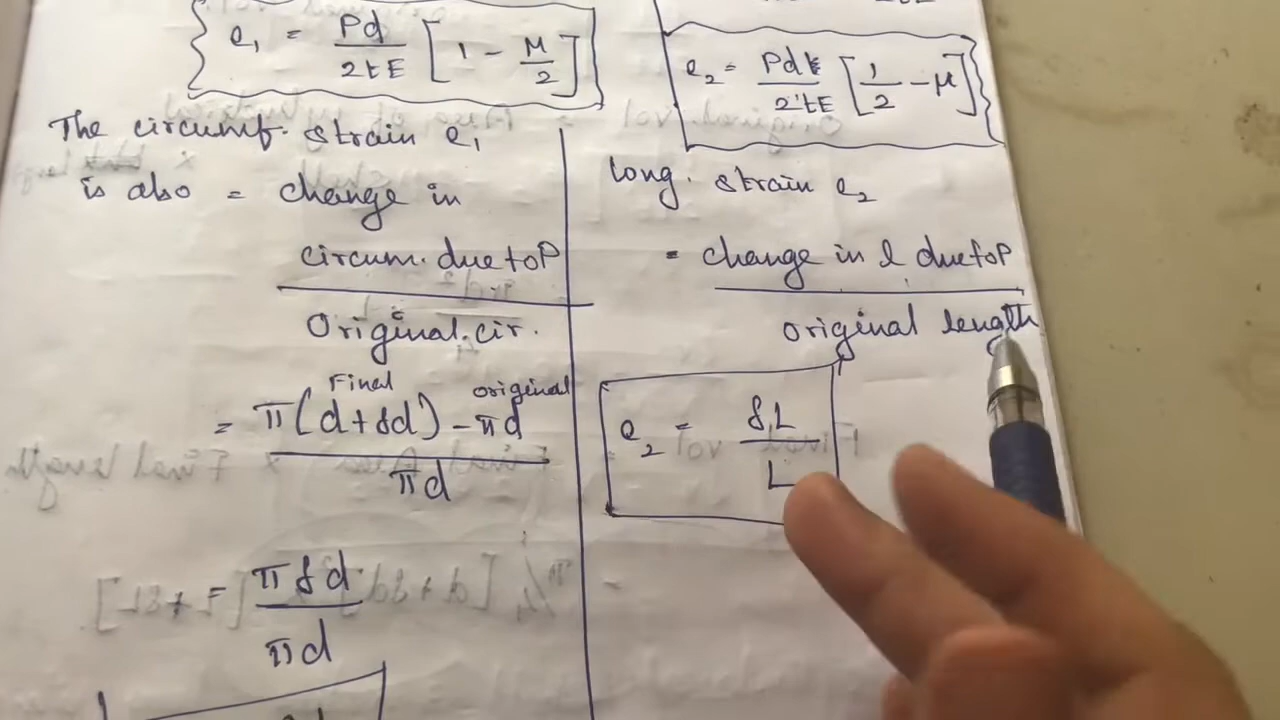 e₁ = Pd / 2tE [1 - μ/2]
The circumf. strain e₁
is also = change in
circum. due to P
Original cir.
= π(d+δd) - πd / πd
Final
original
= πδd / πd
e₂ = Pd / 2tE [1/2 - μ]
long. strain e₂
= change in l due to P
original length
e₂ = δL / L